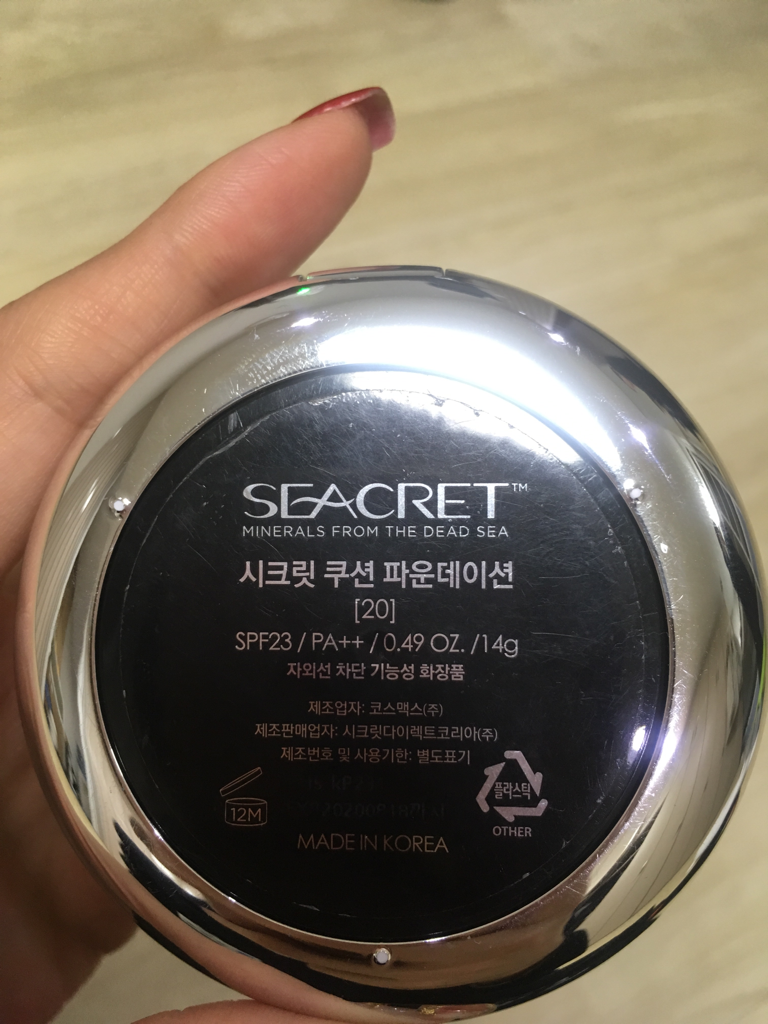 SEACRET™
MINERALS FROM THE DEAD SEA
시크릿 쿠션 파운데이션
[20]
SPF23 / PA++ / 0.49 OZ. /14g
자외선 차단 기능성 화장품
제조업자: 코스맥스(주)
제조판매업자: 시크릿다이렉트코리아(주)
제조번호 및 사용기한: 별도표기
12M
플라스틱
OTHER
MADE IN KOREA